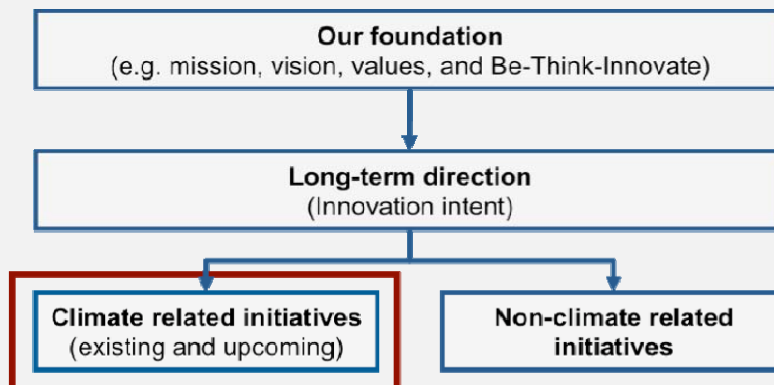 Our foundation
(e.g. mission, vision, values, and Be-Think-Innovate)
Long-term direction
(Innovation intent)
Climate related initiatives
(existing and upcoming)
Non-climate related
initiatives